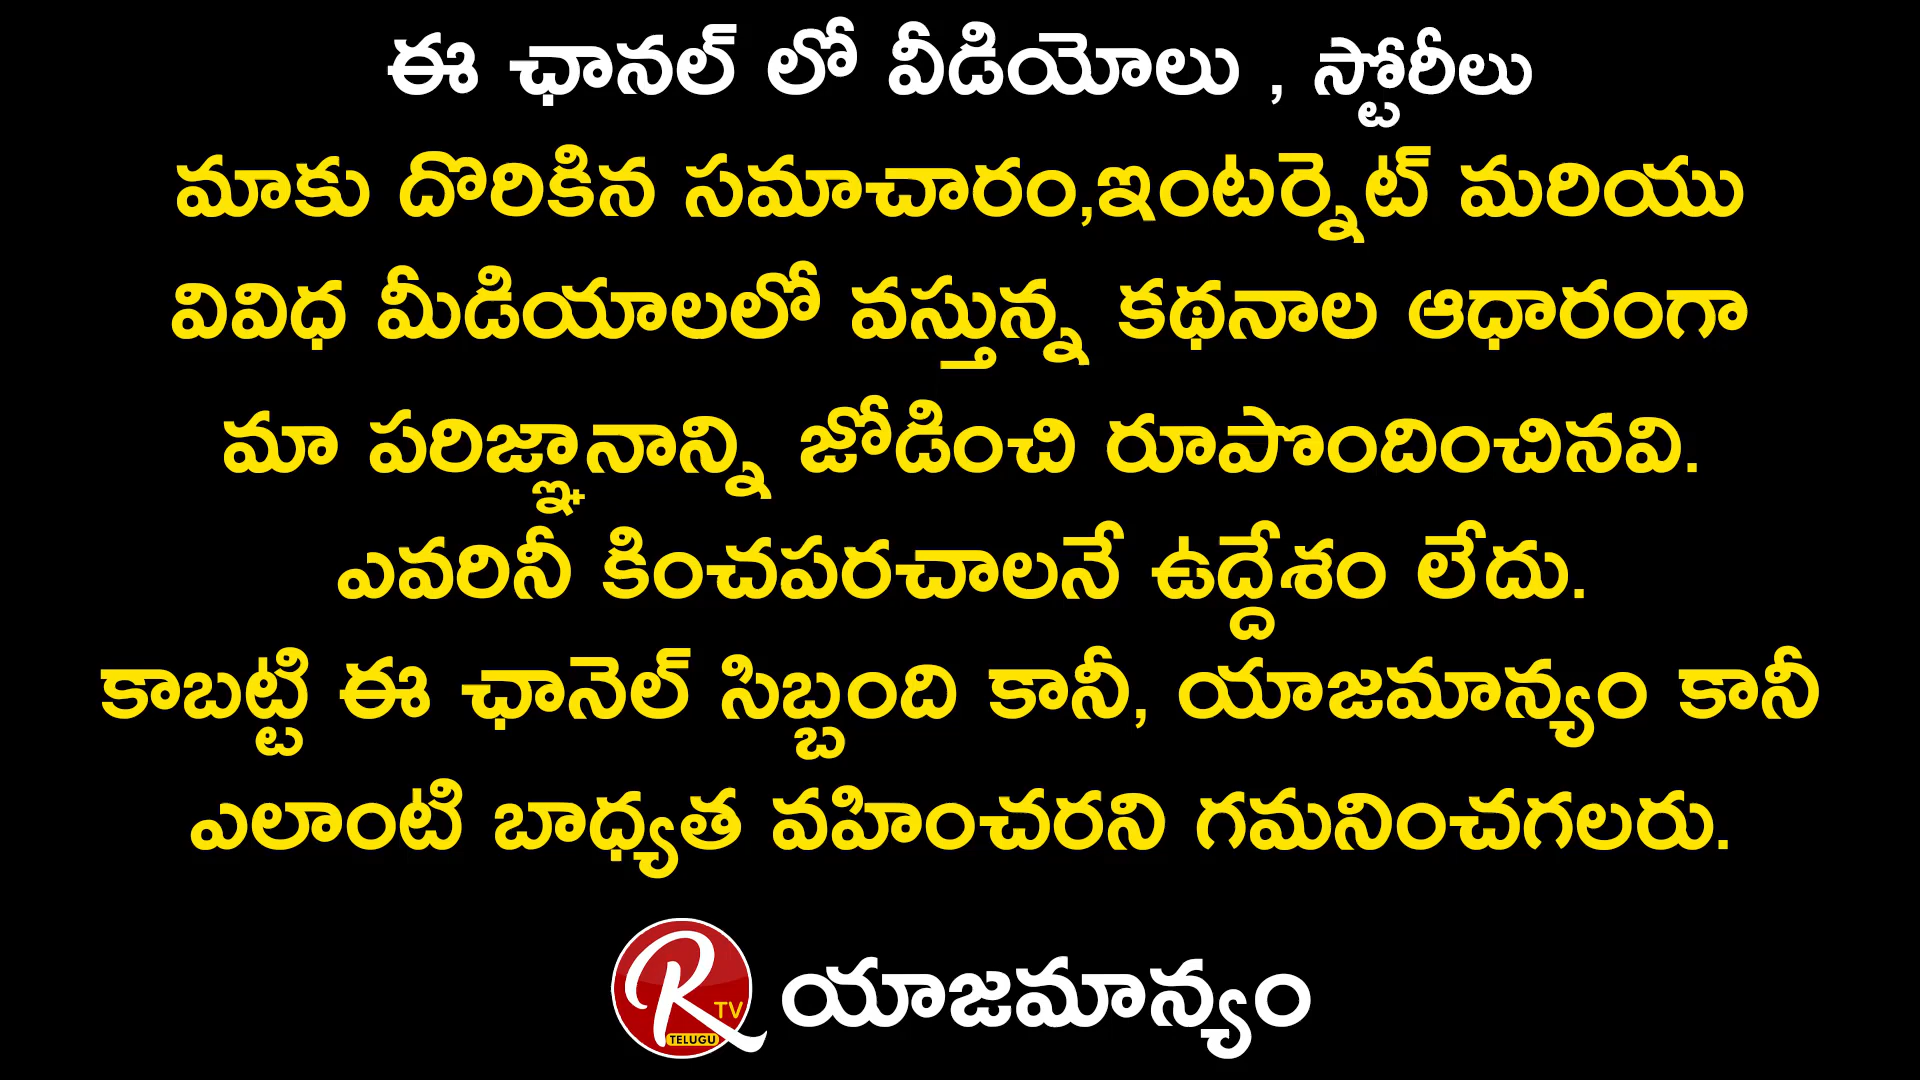 ఈ ఛానల్ లో వీడియోలు , స్టోరీలు
మాకు దొరికిన సమాచారం,ఇంటర్నెట్ మరియు
వివిధ మీడియాలలో వస్తున్న కథనాల ఆధారంగా
మా పరిజ్ఞానాన్ని జోడించి రూపొందించినవి.
ఎవరినీ కించపరచాలనే ఉద్దేశం లేదు.
కాబట్టి ఈ ఛానెల్ సిబ్బంది కానీ, యాజమాన్యం కానీ
ఎలాంటి బాధ్యత వహించరని గమనించగలరు.
R TV TELUGU యాజమాన్యం